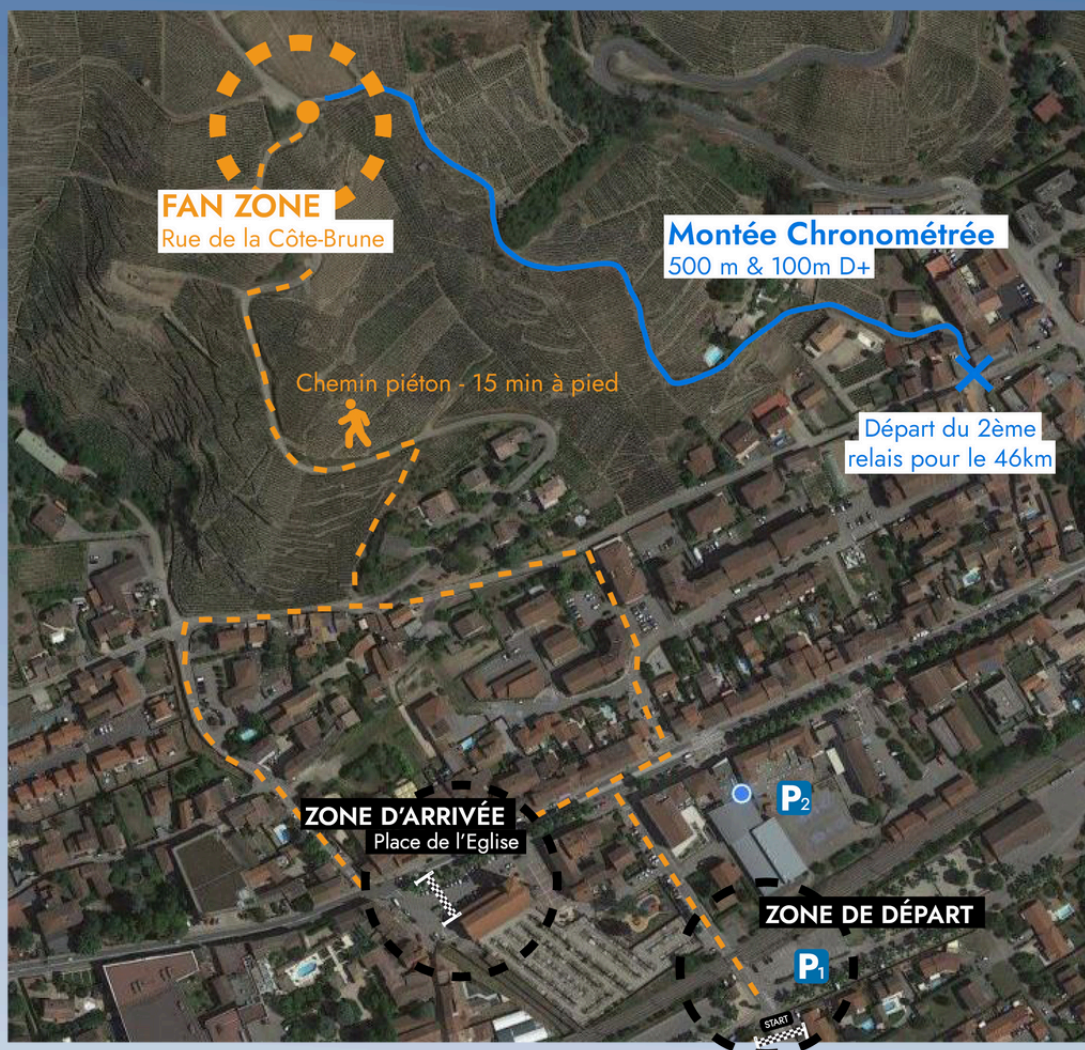 FAN ZONE
Rue de la Côte-Brune
Montée Chronométrée
500 m & 100m D+
Chemin piéton - 15 min à pied
Départ du 2ème
relais pour le 46km
ZONE D'ARRIVÉE
Place de l'Eglise
P2
ZONE DE DÉPART
P1
START